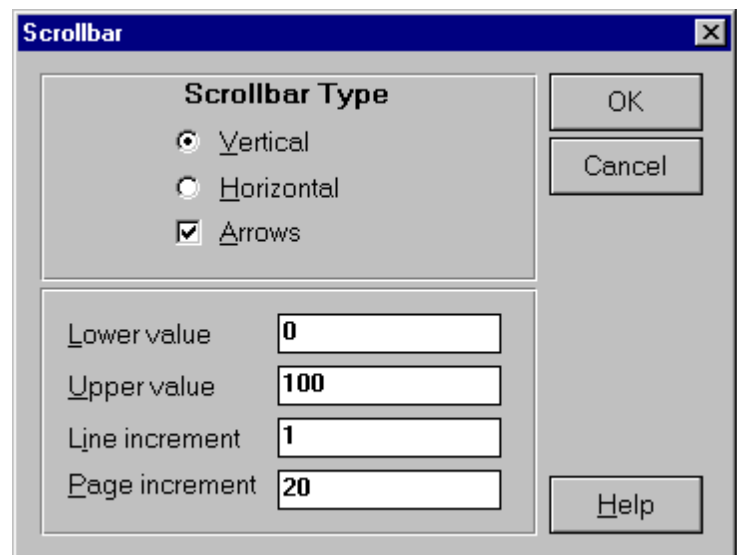 Scrollbar
Scrollbar Type
Vertical
Horizontal
Arrows
OK
Cancel
Lower value 0
Upper value 100
Line increment 1
Page increment 20
Help